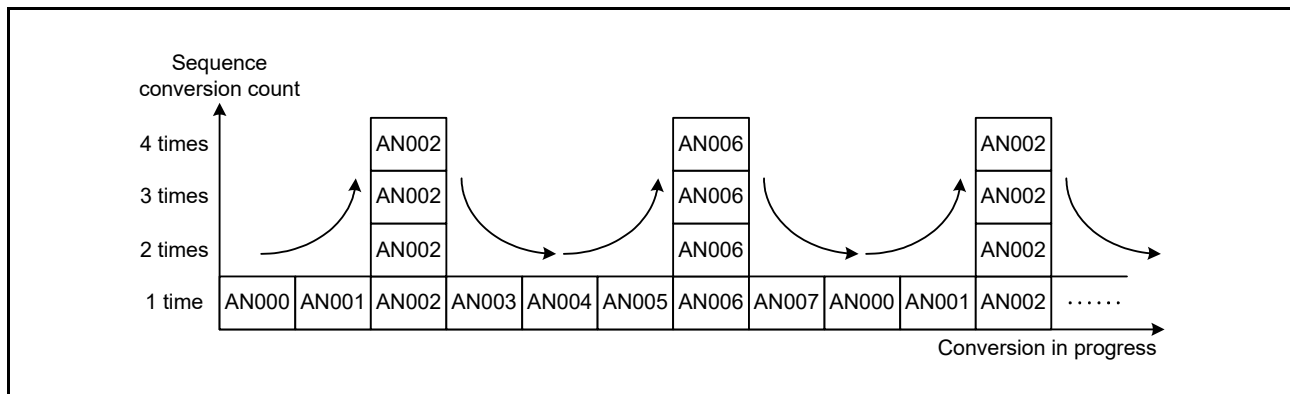 Sequence
conversion count
4 times AN002 AN006 AN002
3 times AN002 AN006 AN002
2 times AN002 AN006 AN002
1 time AN000 AN001 AN002 AN003 AN004 AN005 AN006 AN007 AN000 AN001 AN002 ······
Conversion in progress